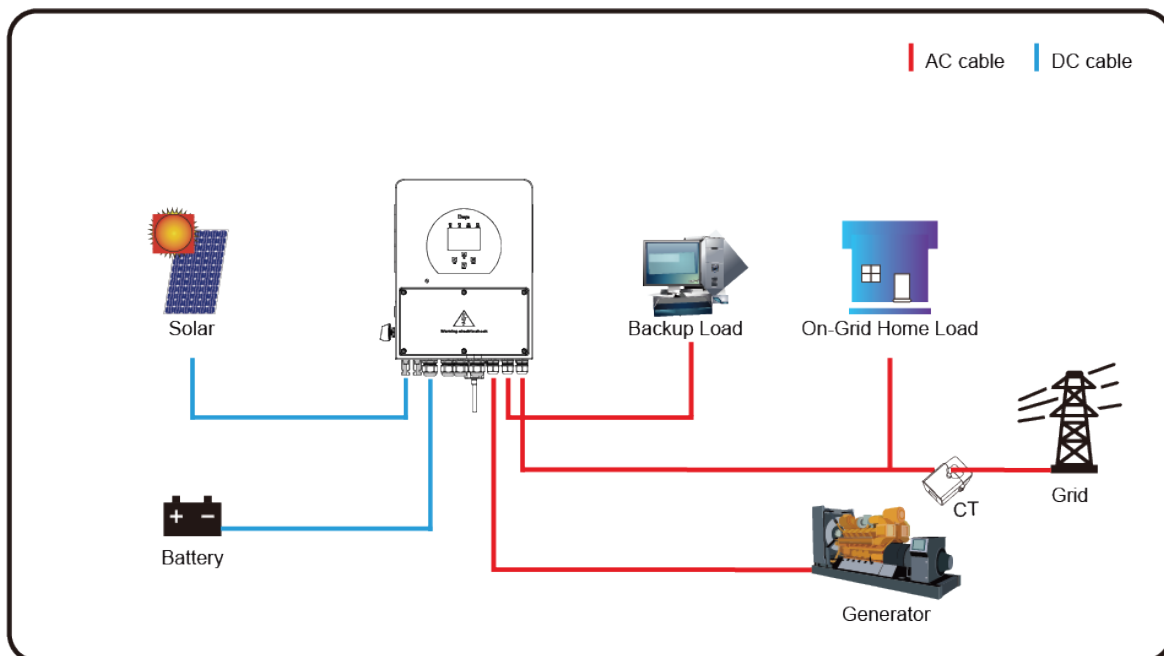 AC cable
DC cable
Solar
Backup Load
On-Grid Home Load
Battery
CT
Grid
Generator